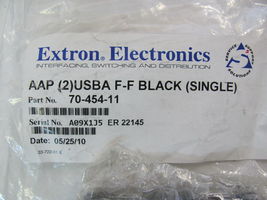 Extron Electronics
INTERFACING, SWITCHING AND DISTRIBUTION
AAP (2)USBA F-F BLACK (SINGLE)
Part No. 70-454-11
Serial No. A09X1J5 ER 22145
Date: 05/25/10